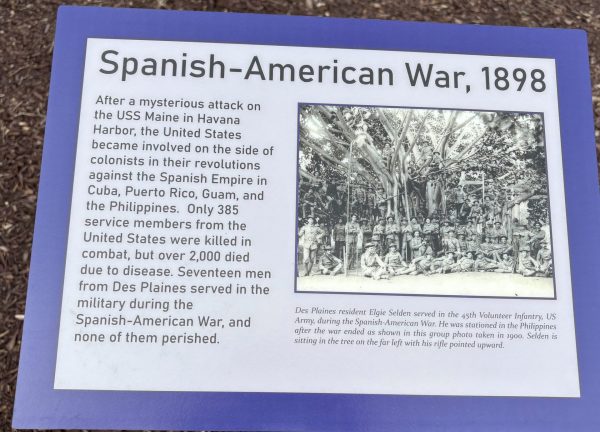 Spanish-American War, 1898
After a mysterious attack on
the USS Maine in Havana
Harbor, the United States
became involved on the side of
colonists in their revolutions
against the Spanish Empire in
Cuba, Puerto Rico, Guam, and
the Philippines. Only 385
service members from the
United States were killed in
combat, but over 2,000 died
due to disease. Seventeen men
from Des Plaines served in the
military during the
Spanish-American War, and
none of them perished.
Des Plaines resident Elgie Selden served in the 45th Volunteer Infantry, US
Army, during the Spanish-American War. He was stationed in the Philippines
after the war ended as shown in this group photo taken in 1900. Selden is
sitting in the tree on the far left with his rifle pointed upward.